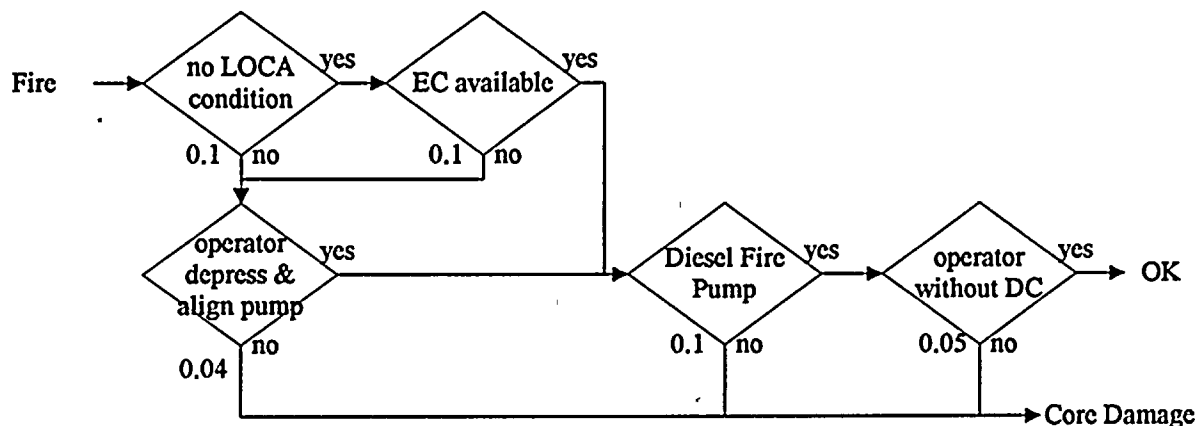 Fire
no LOCA
condition
yes
0.1
no
EC available
yes
0.1
no
operator
depress &
align pump
yes
no
0.04
Diesel Fire
Pump
yes
0.1
no
operator
without DC
yes
0.05
no
OK
Core Damage